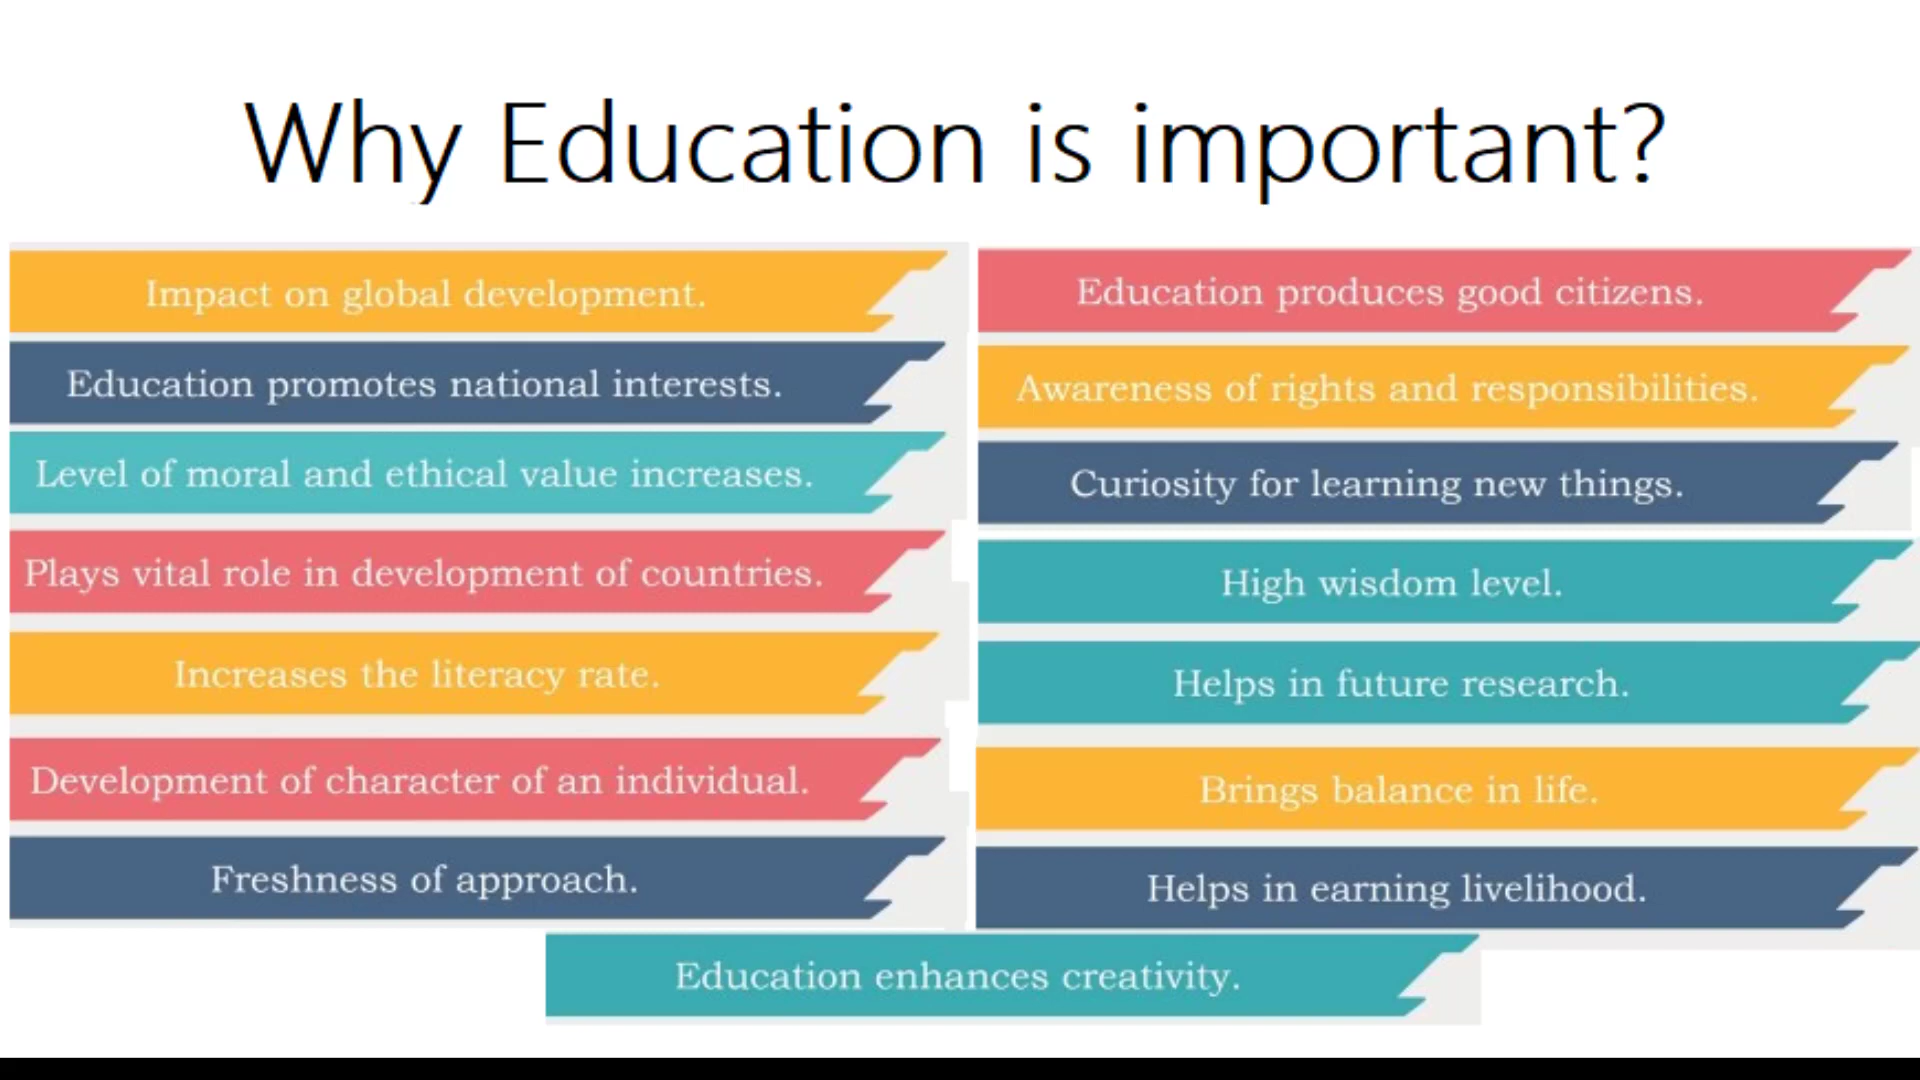 Why Education is important?
Impact on global development.
Education promotes national interests.
Level of moral and ethical value increases.
Plays vital role in development of countries.
Increases the literacy rate.
Development of character of an individual.
Freshness of approach.
Education produces good citizens.
Awareness of rights and responsibilities.
Curiosity for learning new things.
High wisdom level.
Helps in future research.
Brings balance in life.
Helps in earning livelihood.
Education enhances creativity.